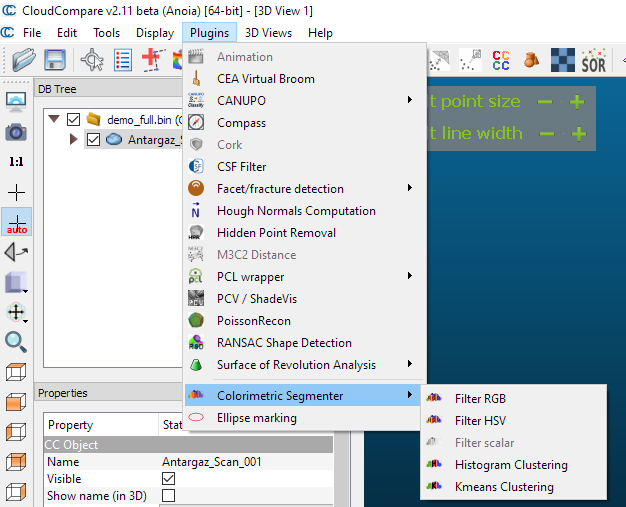 CloudCompare v2.11 beta (Anoia) [64-bit] - [3D View 1]
File Edit Tools Display Plugins 3D Views Help
CC
CC
SOR
DB Tree
demo_full.bin (
Antargaz_S
1:1
auto
Animation
CEA Virtual Broom
CANUPO
Compass
Cork
CSF Filter
Facet/fracture detection
Hough Normals Computation
Hidden Point Removal
M3C2 Distance
PCL wrapper
PCV / ShadeVis
PoissonRecon
RANSAC Shape Detection
Surface of Revolution Analysis
Colorimetric Segmenter
Ellipse marking
t point size
t line width
Filter RGB
Filter HSV
Filter scalar
Histogram Clustering
Kmeans Clustering
Properties
Property Stat
CC Object
Name Antargaz_Scan_001
Visible
Show name (in 3D)